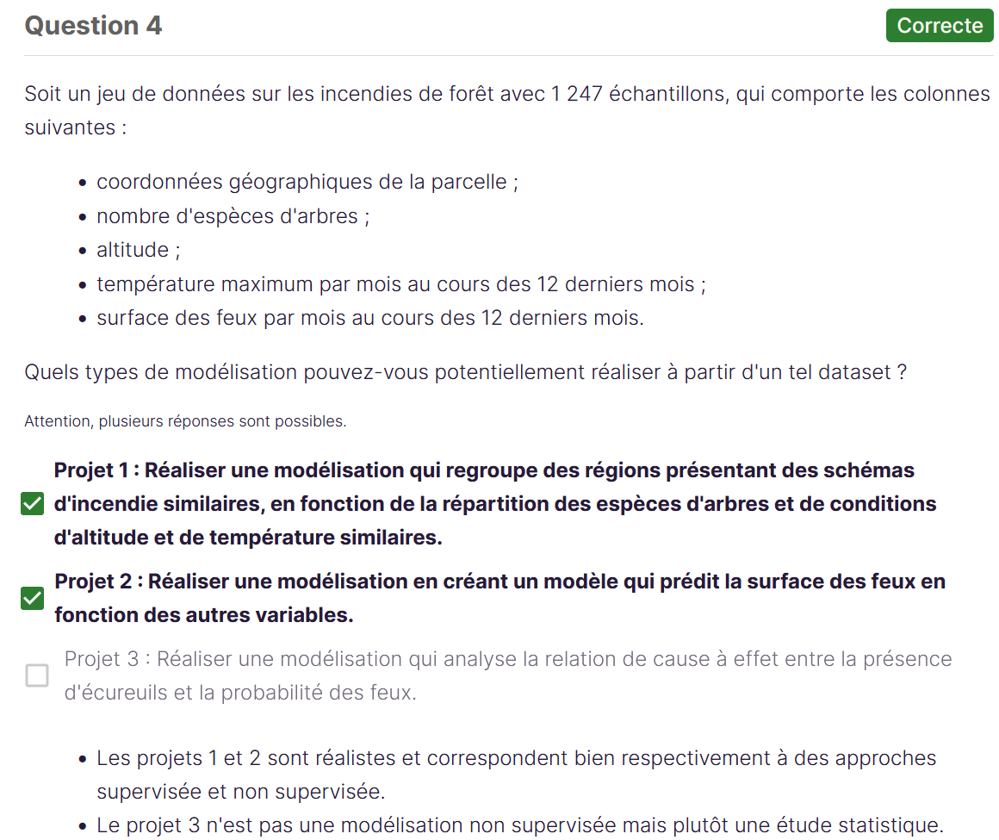 Question 4
Correcte
Soit un jeu de données sur les incendies de forêt avec 1 247 échantillons, qui comporte les colonnes
suivantes :
• coordonnées géographiques de la parcelle ;
• nombre d'espèces d'arbres ;
• altitude ;
• température maximum par mois au cours des 12 derniers mois ;
• surface des feux par mois au cours des 12 derniers mois.
Quels types de modélisation pouvez-vous potentiellement réaliser à partir d'un tel dataset ?
Attention, plusieurs réponses sont possibles.
Projet 1 : Réaliser une modélisation qui regroupe des régions présentant des schémas
d'incendie similaires, en fonction de la répartition des espèces d'arbres et de conditions
d'altitude et de température similaires.
Projet 2 : Réaliser une modélisation en créant un modèle qui prédit la surface des feux en
fonction des autres variables.
Projet 3 : Réaliser une modélisation qui analyse la relation de cause à effet entre la présence
d'écureuils et la probabilité des feux.
• Les projets 1 et 2 sont réalistes et correspondent bien respectivement à des approches
supervisée et non supervisée.
• Le projet 3 n'est pas une modélisation non supervisée mais plutôt une étude statistique.